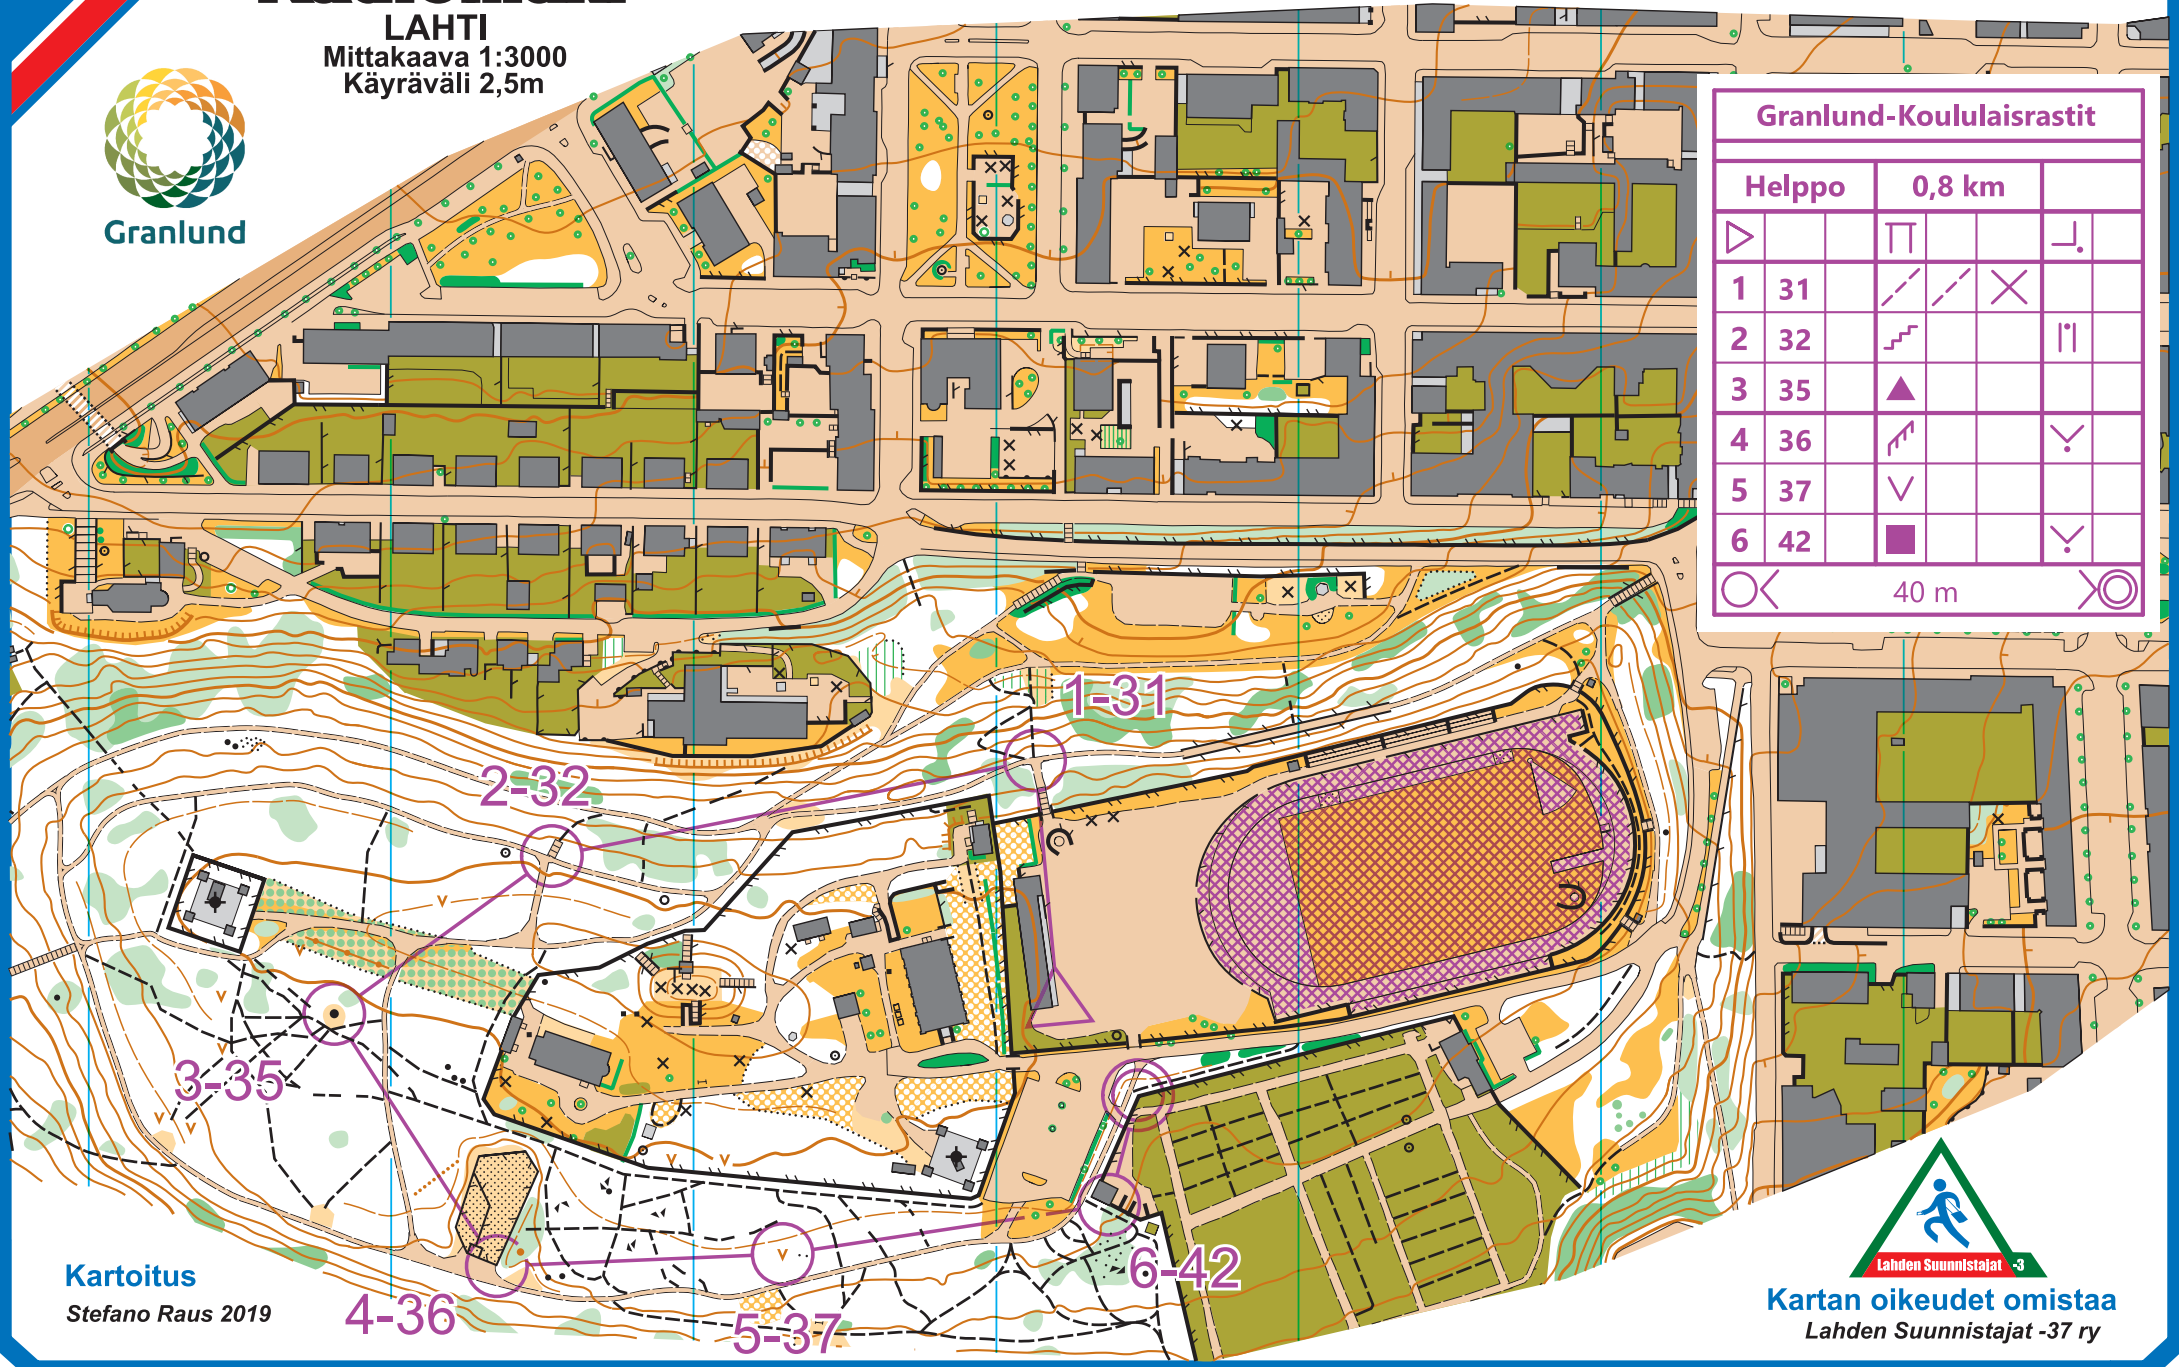 LAHTI
Mittakaava 1:3000
Käyräväli 2,5m
Granlund
Granlund-Koululaisrastit
Helppo 0,8 km
1 31
2 32
3 35
4 36
5 37
6 42
40 m
1-31
2-32
3-35
4-36
5-37
6-42
Kartoitus
Stefano Raus 2019
Lahden Suunnistajat -3
Kartan oikeudet omistaa
Lahden Suunnistajat -37 ry